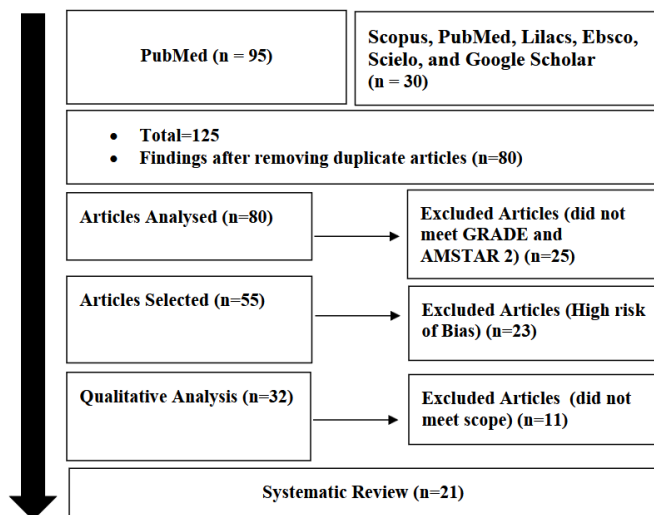 PubMed (n = 95)
Scopus, PubMed, Lilacs, Ebsco,
Scielo, and Google Scholar
(n = 30)
• Total=125
• Findings after removing duplicate articles (n=80)
Articles Analysed (n=80)
Excluded Articles (did not
meet GRADE and
AMSTAR 2) (n=25)
Articles Selected (n=55)
Excluded Articles (High risk
of Bias) (n=23)
Qualitative Analysis (n=32)
Excluded Articles (did not
meet scope) (n=11)
Systematic Review (n=21)